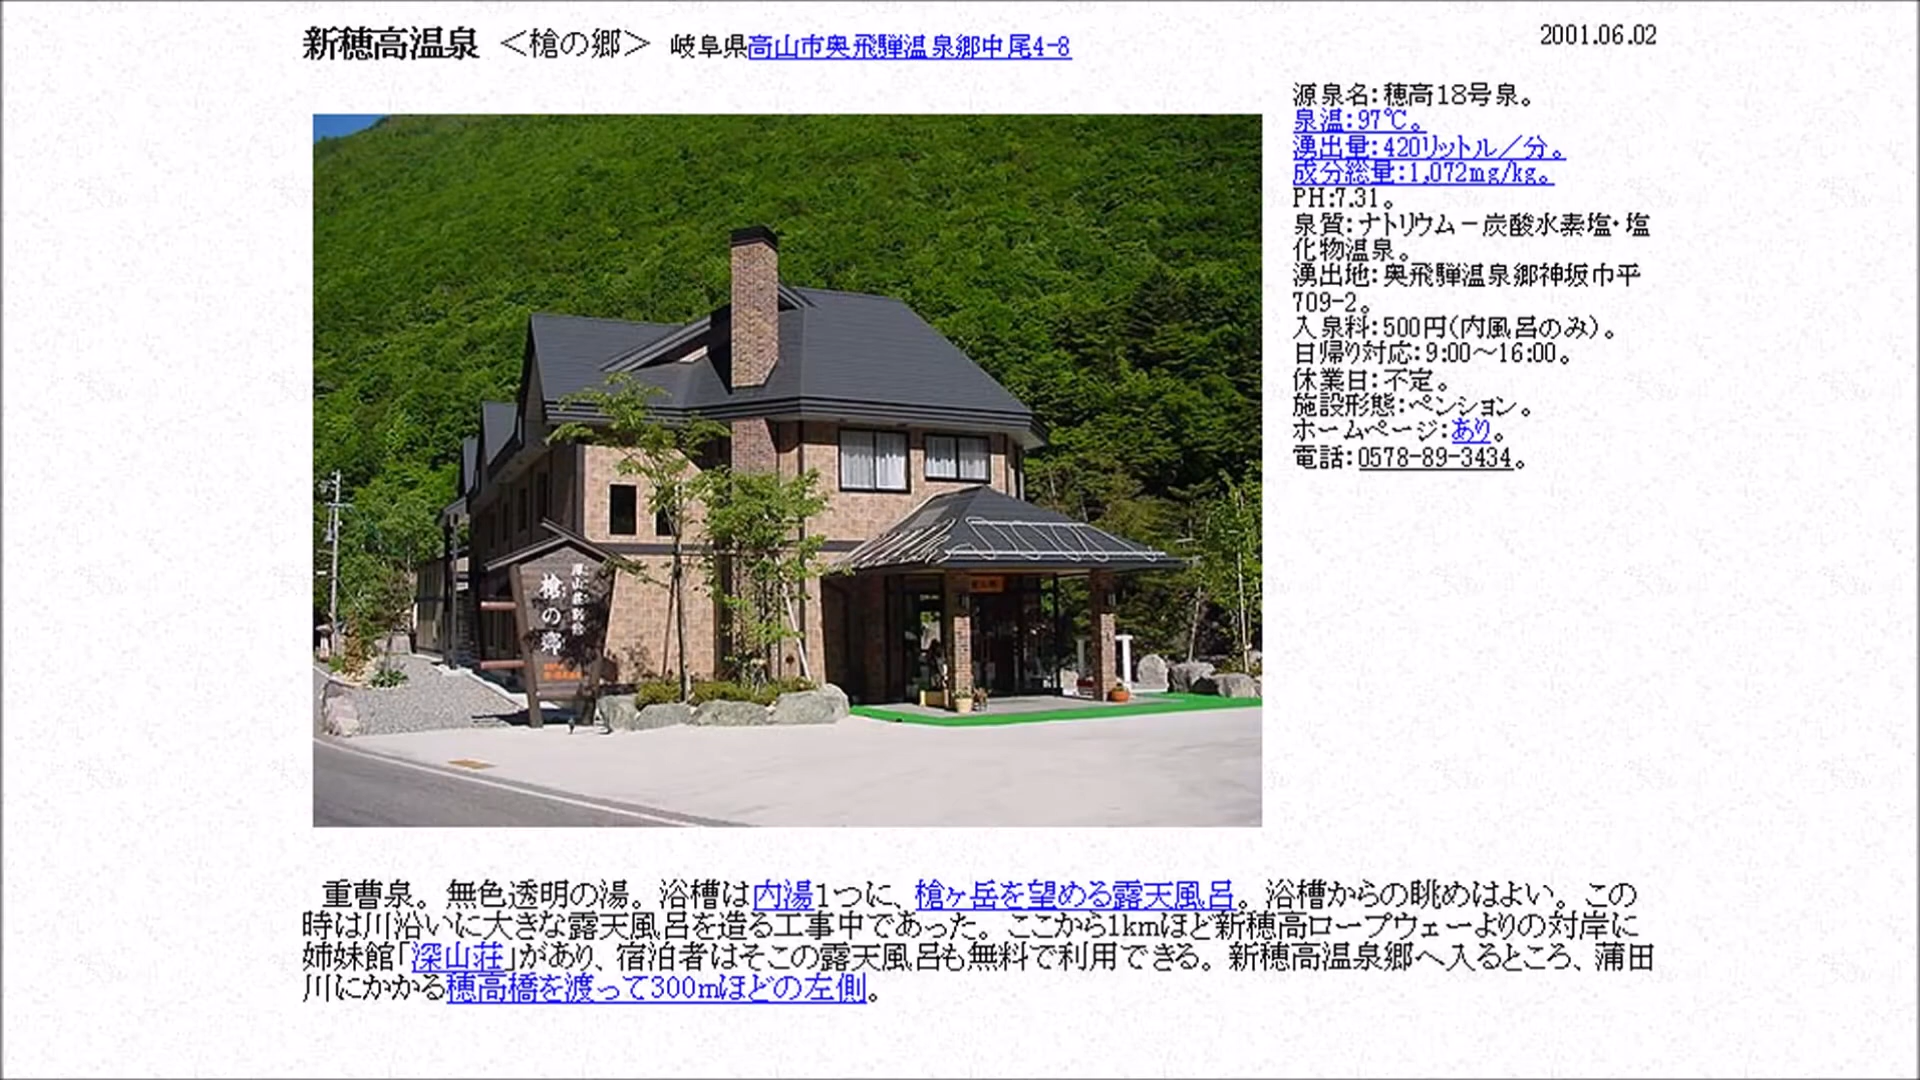 新穂高温泉 ＜槍の郷＞ 岐阜県高山市奥飛騨温泉郷中尾4-8
2001.06.02
源泉名：穂高18号泉。
泉温：97℃。
湧出量：420リットル／分。
成分総量：1,072mg/kg。
PH:7.31。
泉質：ナトリウム－炭酸水素塩・塩
化物温泉。
湧出地：奥飛騨温泉郷神坂巾平
709-2。
入泉料：500円（内風呂のみ）。
日帰り対応：9:00～16:00。
休業日：不定。
施設形態：ペンション。
ホームページ：あり。
電話：0578-89-3434。
深山荘別館
槍の郷
重曹泉。無色透明の湯。浴槽は内湯1つに、槍ヶ岳を望める露天風呂。浴槽からの眺めはよい。この
時は川沿いに大きな露天風呂を造る工事中であった。ここから1kmほど新穂高ロープウェーよりの対岸に
姉妹館「深山荘」があり、宿泊者はそこの露天風呂も無料で利用できる。新穂高温泉郷へ入るところ、蒲田
川にかかる穂高橋を渡って300mほどの左側。